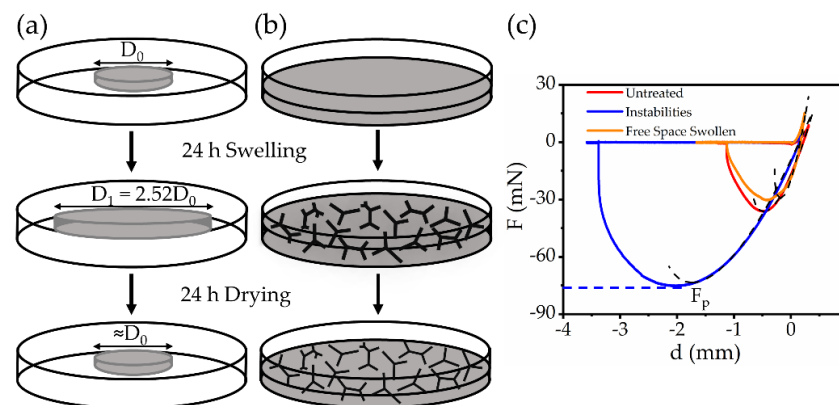 (a)
(b)
(c)
D₀
24 h Swelling
D₁ = 2.52D₀
24 h Drying
≈D₀
F (mN)
30
0
-30
-60
-90
Untreated
Instabilities
Free Space Swollen
Fₚ
-4
-3
-2
-1
0
d (mm)